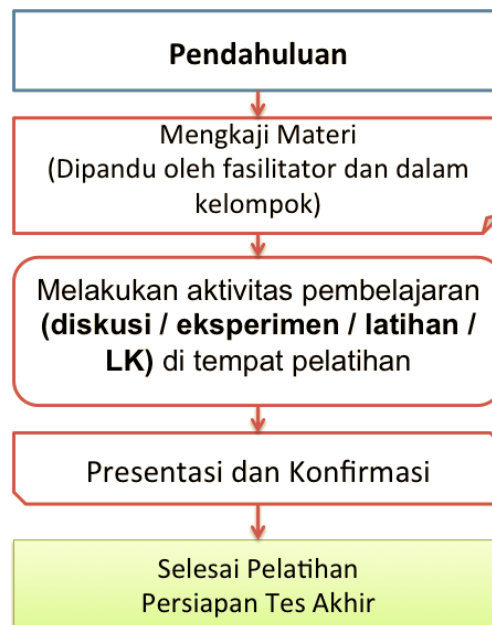 Pendahuluan
Mengkaji Materi
(Dipandu oleh fasilitator dan dalam
kelompok)
Melakukan aktivitas pembelajaran
(diskusi / eksperimen / latihan /
LK) di tempat pelatihan
Presentasi dan Konfirmasi
Selesai Pelatihan
Persiapan Tes Akhir